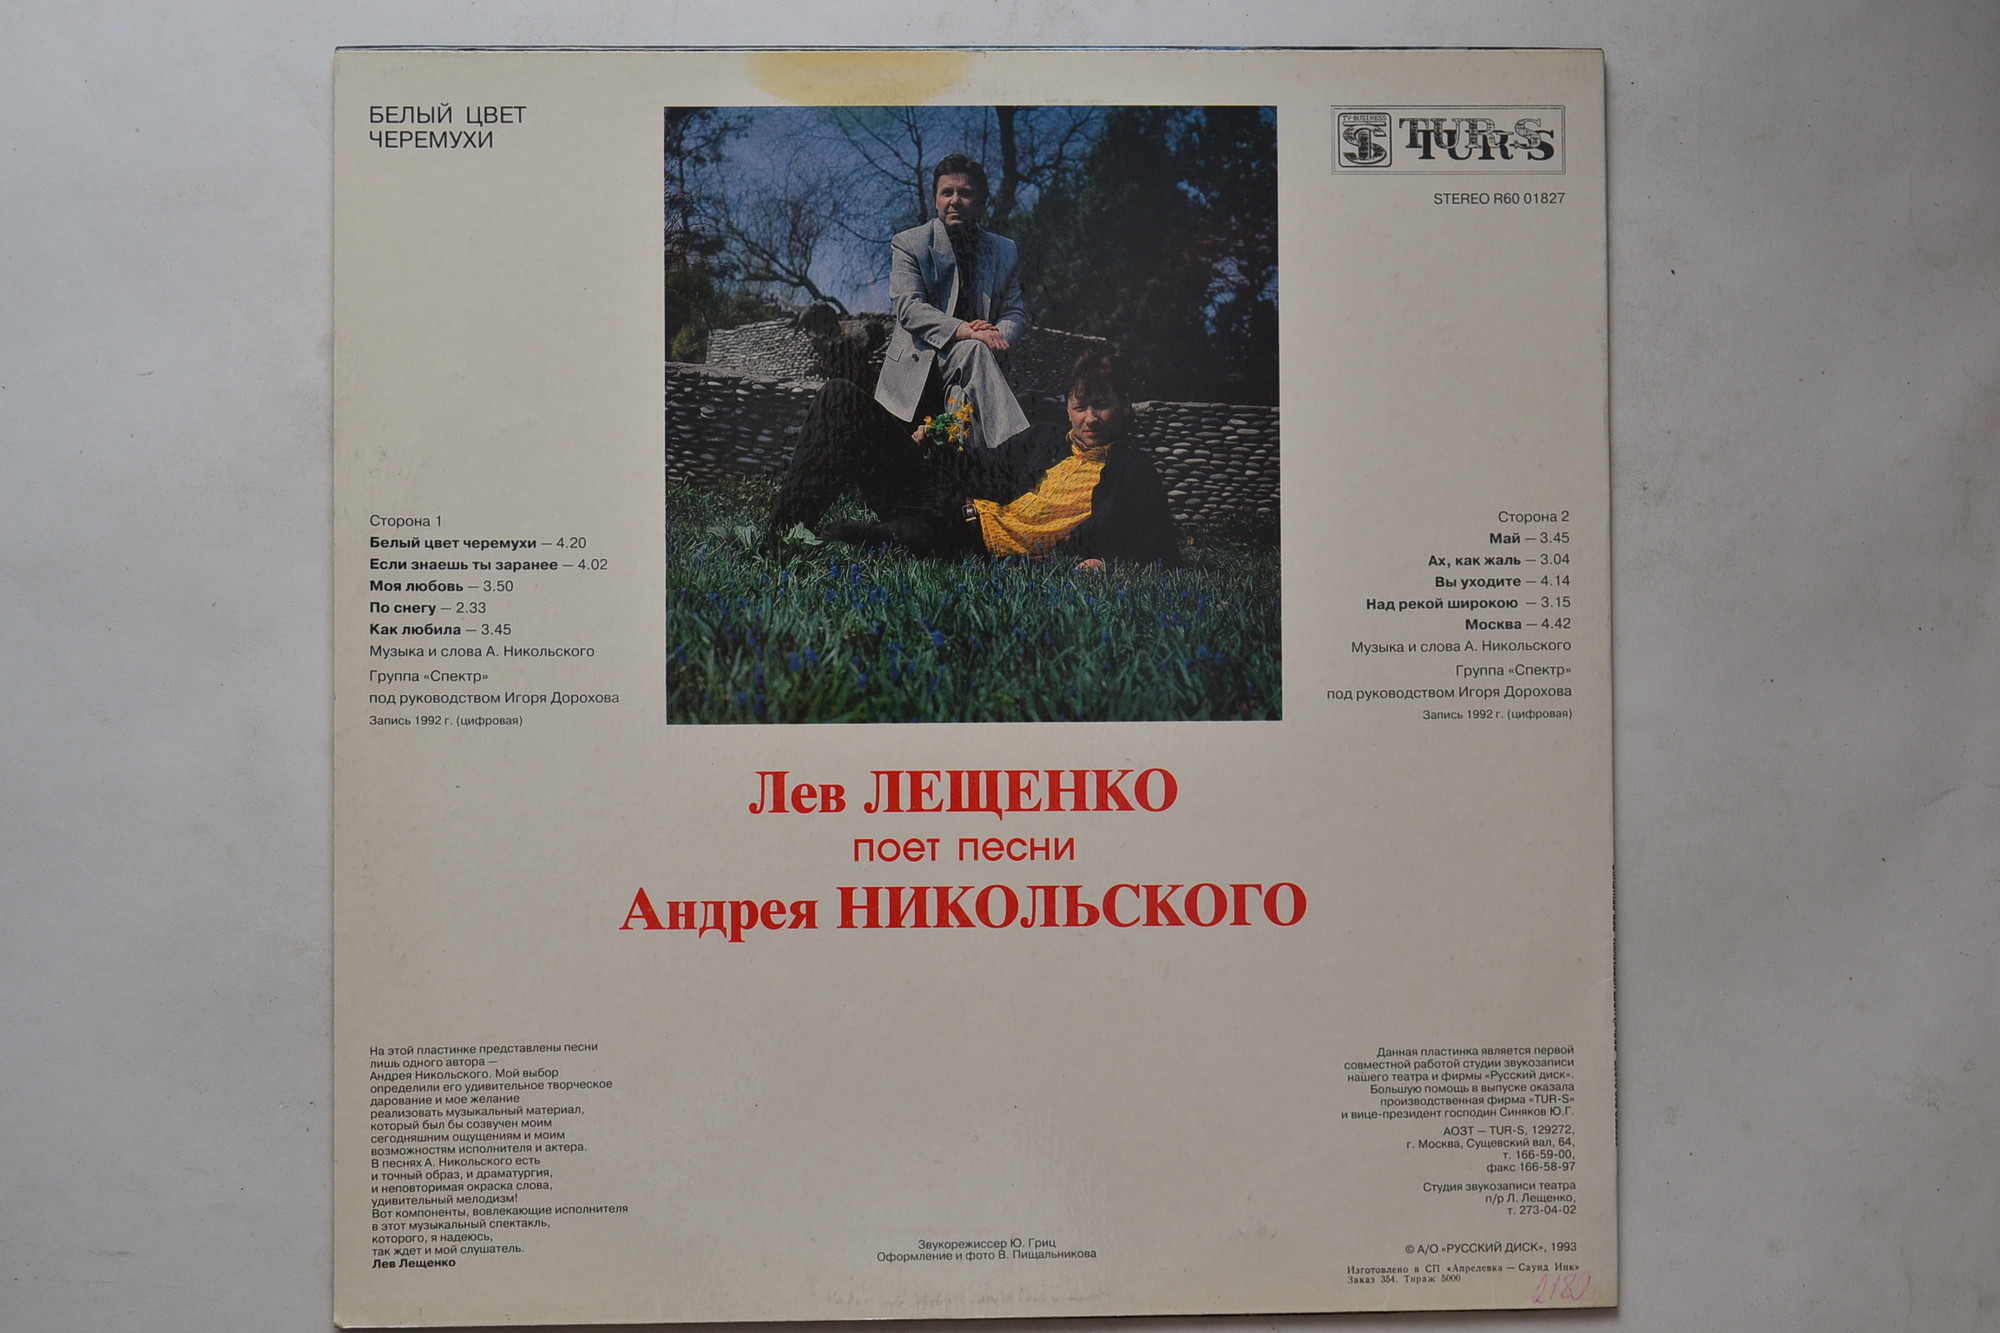 БЕЛЫЙ ЦВЕТ
ЧЕРЕМУХИ
TV-BUSINESS
TUR-S
STEREO R60 01827
Сторона 1
Белый цвет черемухи — 4.20
Если знаешь ты заранее — 4.02
Моя любовь — 3.50
По снегу — 2.33
Как любила — 3.45
Музыка и слова А. Никольского
Группа «Спектр»
под руководством Игоря Дорохова
Запись 1992 г. (цифровая)
Сторона 2
Май — 3.45
Ах, как жаль — 3.04
Вы уходите — 4.14
Над рекой широкою — 3.15
Москва — 4.42
Музыка и слова А. Никольского
Группа «Спектр»
под руководством Игоря Дорохова
Запись 1992 г. (цифровая)
Лев ЛЕЩЕНКО
поет песни
Андрея НИКОЛЬСКОГО
На этой пластинке представлены песни
лишь одного автора —
Андрея Никольского. Мой выбор
определили его удивительное творческое
дарование и мое желание
реализовать музыкальный материал,
который был бы созвучен моим
сегодняшним ощущениям и моим
возможностям исполнителя и актера.
В песнях А. Никольского есть
и точный образ, и драматургия,
и неповторимая окраска слова,
удивительный мелодизм!
Вот компоненты, вовлекающие исполнителя
в этот музыкальный спектакль,
которого, я надеюсь,
так ждет и мой слушатель.
Лев Лещенко
Звукорежиссер Ю. Гриц
Оформление и фото В. Пищальникова
Данная пластинка является первой
совместной работой студии звукозаписи
нашего театра и фирмы «Русский диск».
Большую помощь в выпуске оказала
производственная фирма «TUR-S»
и вице-президент господин Синяков Ю.Г.
АОЗТ — TUR-S, 129272,
г. Москва, Сущевский вал, 64,
т. 166-59-00,
факс 166-58-97
Студия звукозаписи театра
п/р Л. Лещенко,
т. 273-04-02
© А/О «РУССКИЙ ДИСК», 1993
Изготовлено в СП «Апрелевка — Саунд Инк»
Заказ 354. Тираж 5000